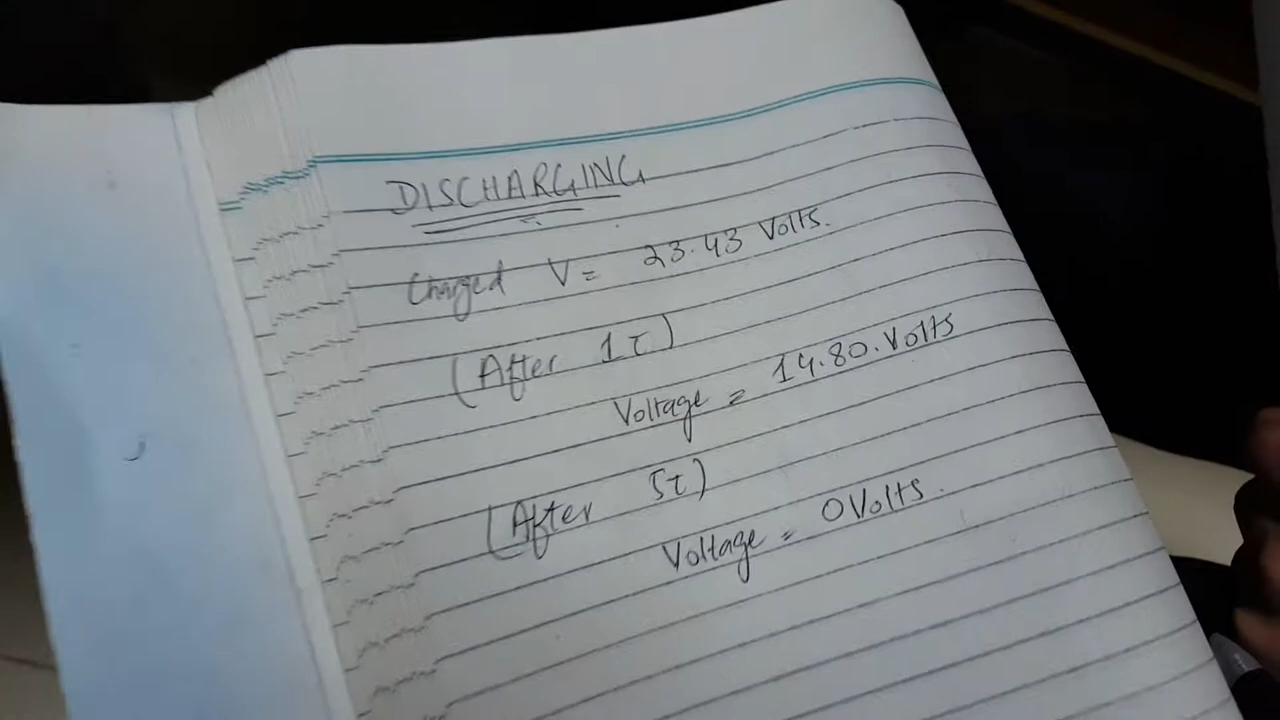 DISCHARGING
Charged V = 23.43 Volts.
(After 1τ)
Voltage = 14.80. Volts
(After 5τ)
Voltage = 0 Volts.